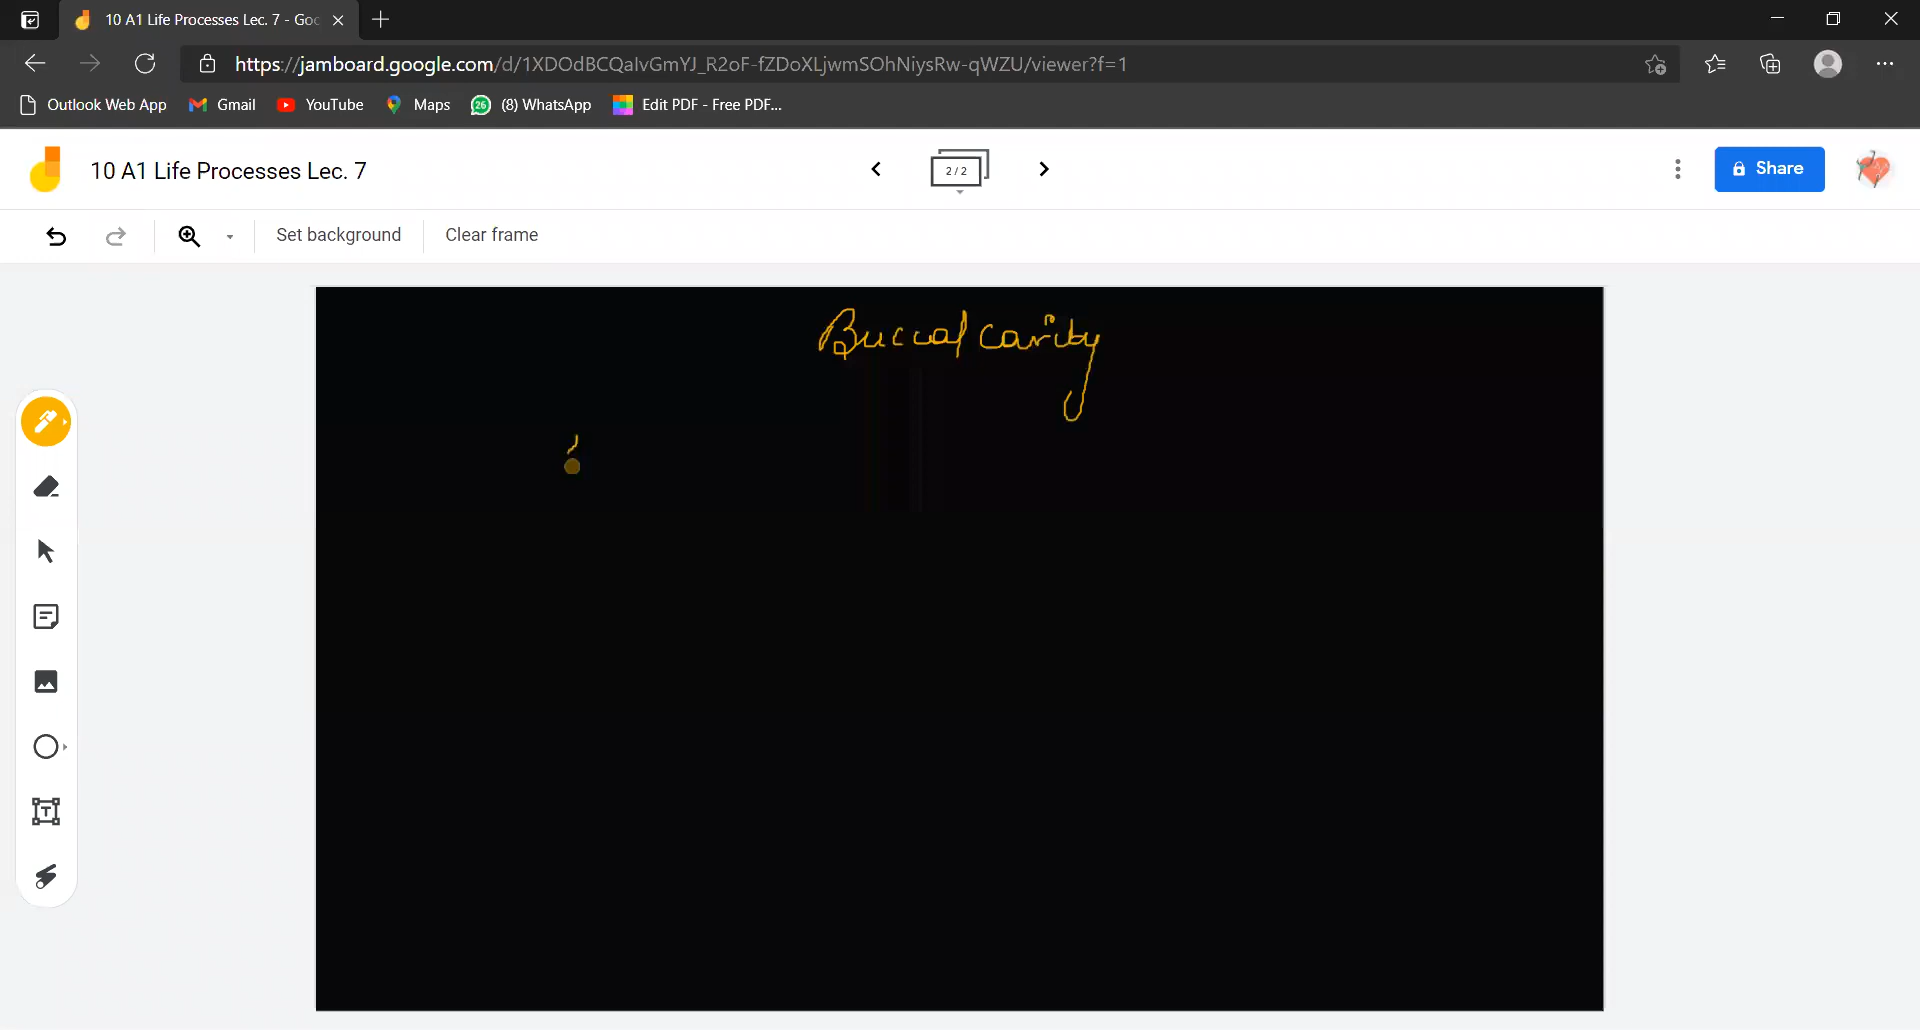 10 A1 Life Processes Lec. 7 - Goo
https://jamboard.google.com/d/1XDOdBCQalvGmYJ_R2oF-fZDoXLjwmSOhNiysRw-qWZU/viewer?f=1
Outlook Web App Gmail YouTube Maps 26 (8) WhatsApp Edit PDF - Free PDF...
10 A1 Life Processes Lec. 7 2 / 2 Share
Set background Clear frame
Buccal cavity